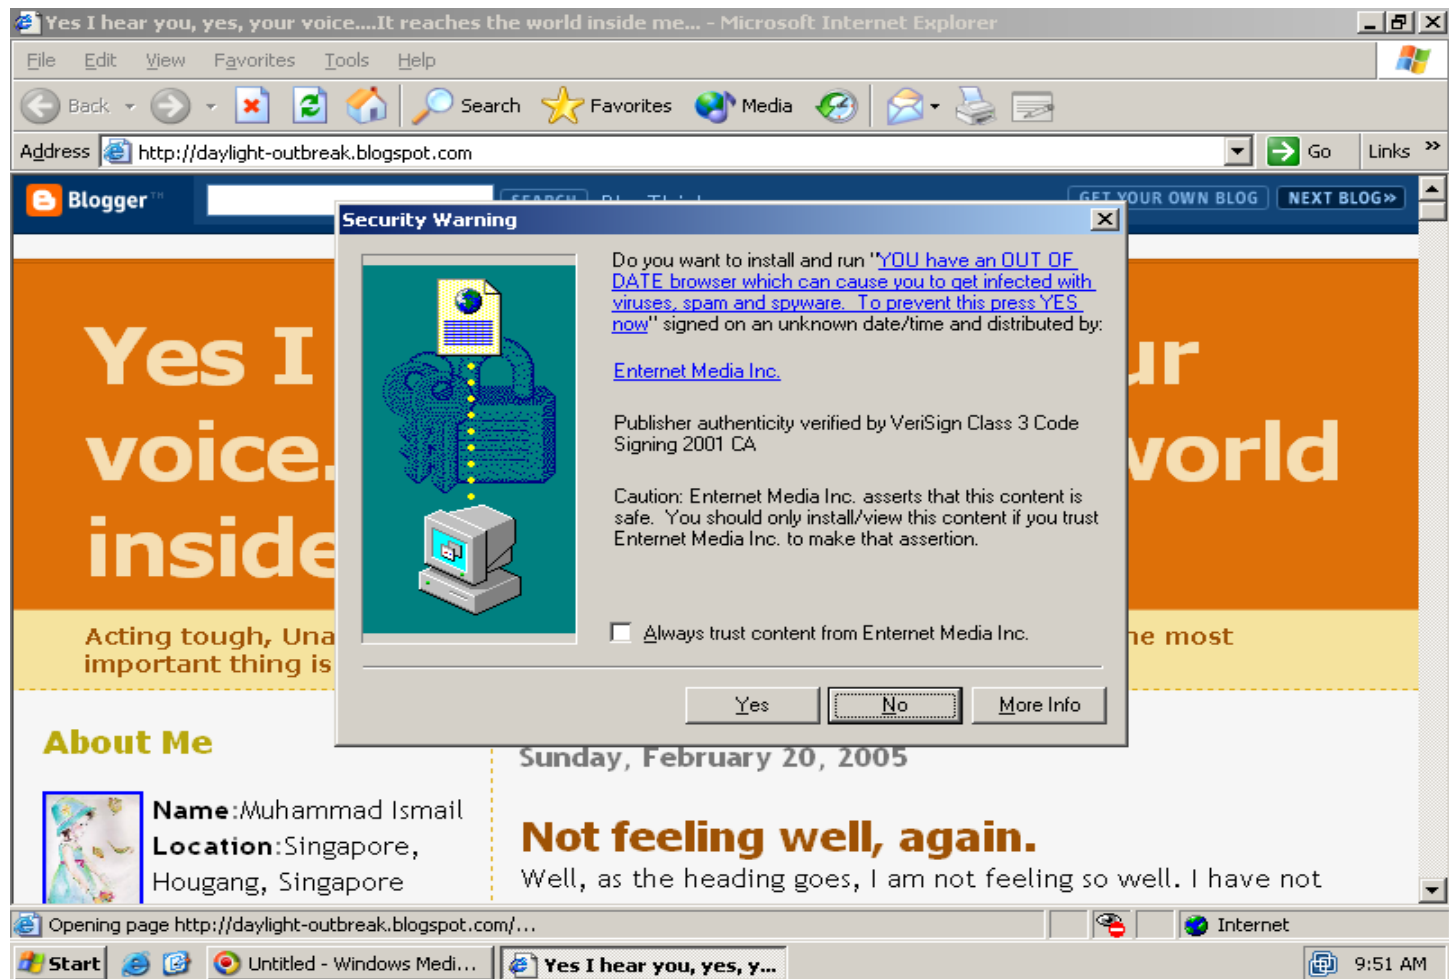 Yes I hear you, yes, your voice....It reaches the world inside me... - Microsoft Internet Explorer
File Edit View Favorites Tools Help
Back Search Favorites Media
Address http://daylight-outbreak.blogspot.com Go Links »
Blogger™ GET YOUR OWN BLOG NEXT BLOG»
Security Warning
Do you want to install and run "YOU have an OUT OF
DATE browser which can cause you to get infected with
viruses, spam and spyware. To prevent this press YES
now" signed on an unknown date/time and distributed by:
Enternet Media Inc.
Publisher authenticity verified by VeriSign Class 3 Code
Signing 2001 CA
Caution: Enternet Media Inc. asserts that this content is
safe. You should only install/view this content if you trust
Enternet Media Inc. to make that assertion.
Always trust content from Enternet Media Inc.
Yes No More Info
Yes I
voice. world
inside
Acting tough, most
important thing is
About Me
Name:Muhammad Ismail
Location:Singapore,
Hougang, Singapore
Sunday, February 20, 2005
Not feeling well, again.
Well, as the heading goes, I am not feeling so well. I have not
Opening page http://daylight-outbreak.blogspot.com/... Internet
Start Untitled - Windows Medi... Yes I hear you, yes, y... 9:51 AM